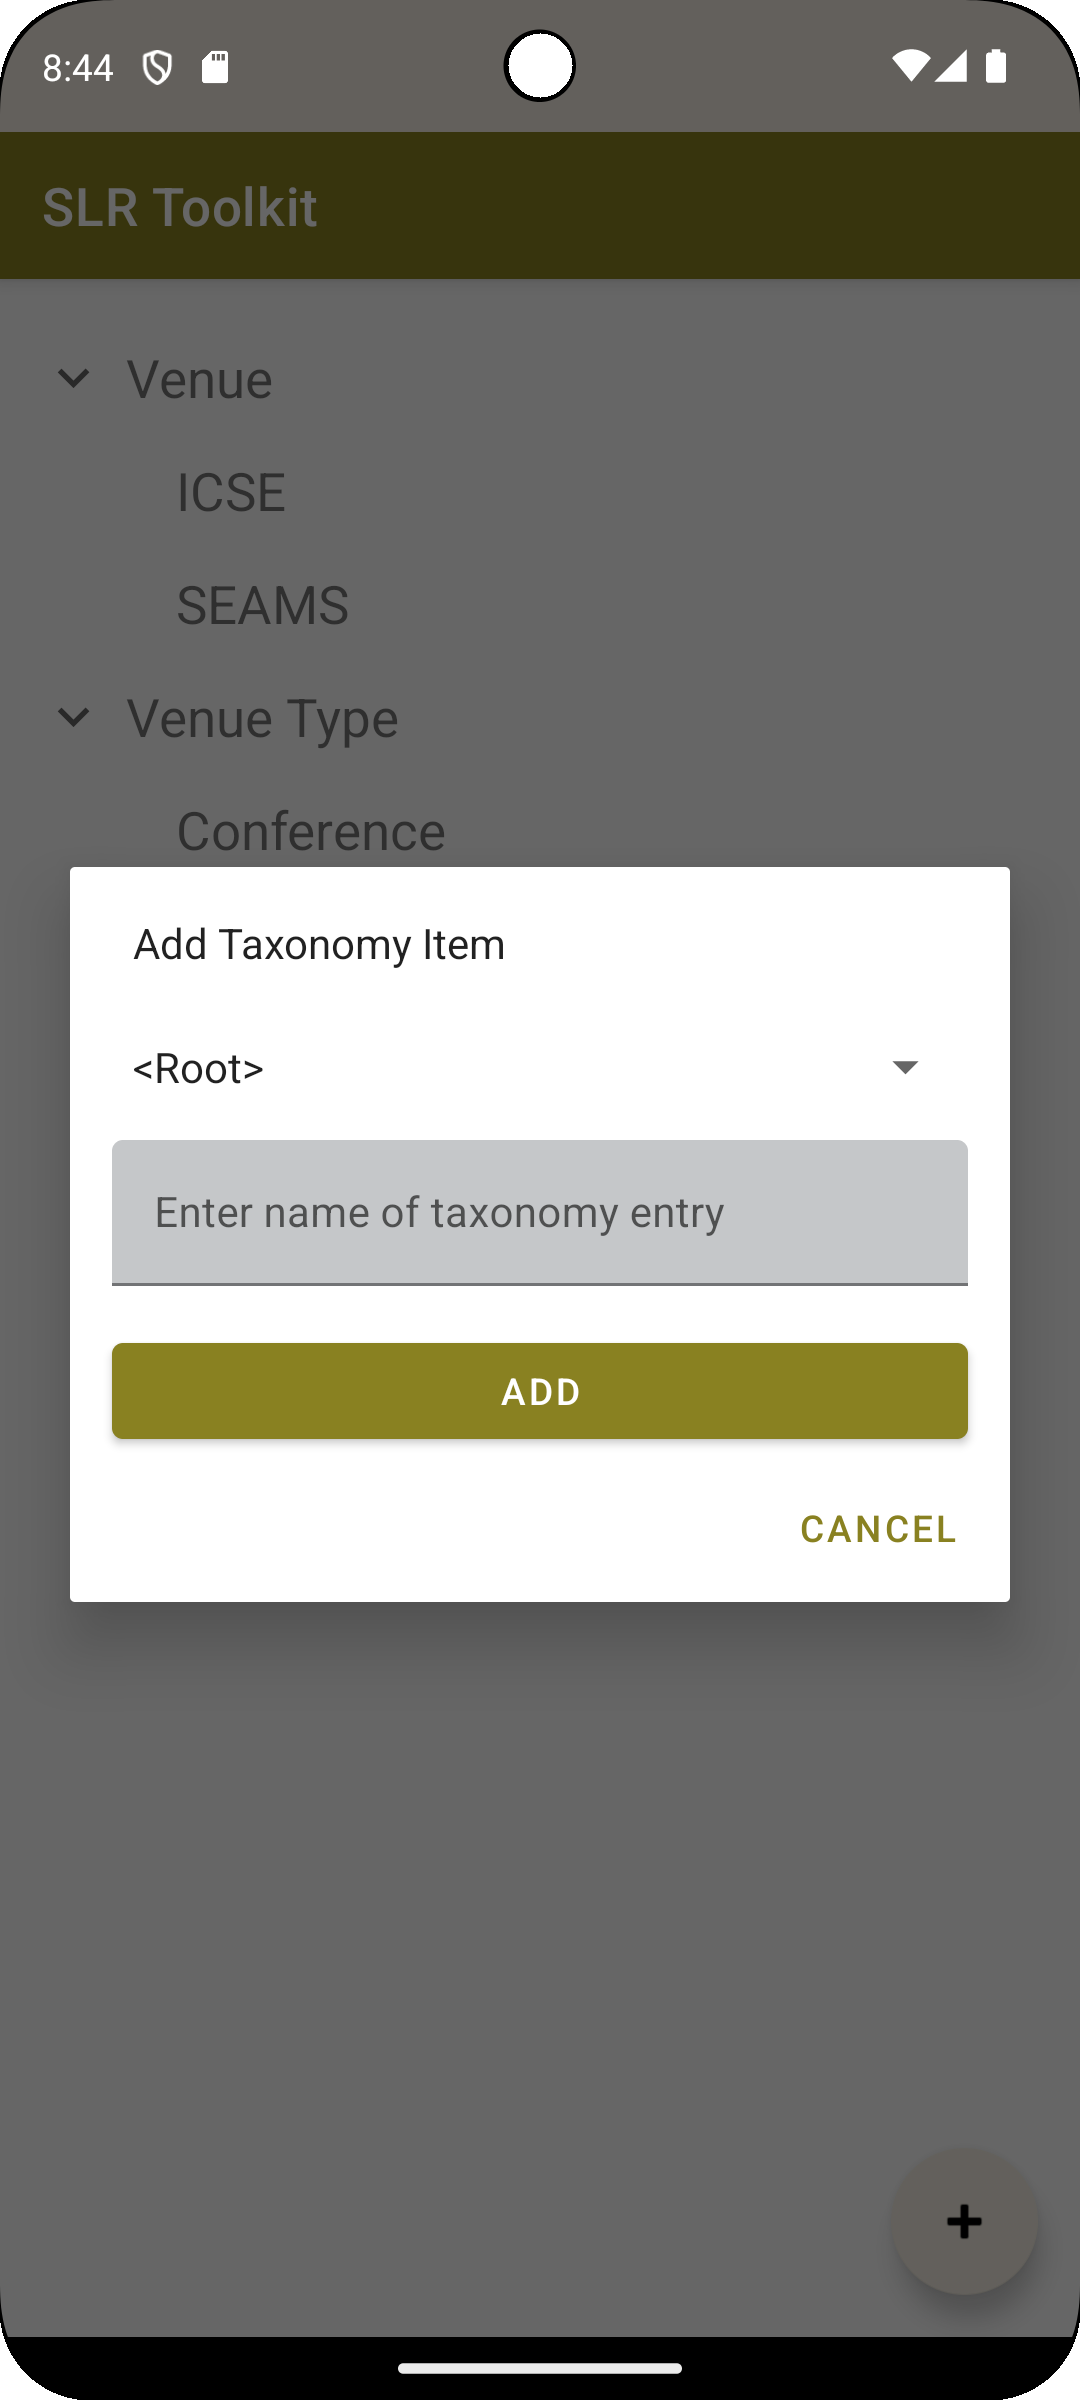 8:44
SLR Toolkit
Venue
ICSE
SEAMS
Venue Type
Conference
Add Taxonomy Item
<Root>
Enter name of taxonomy entry
ADD
CANCEL